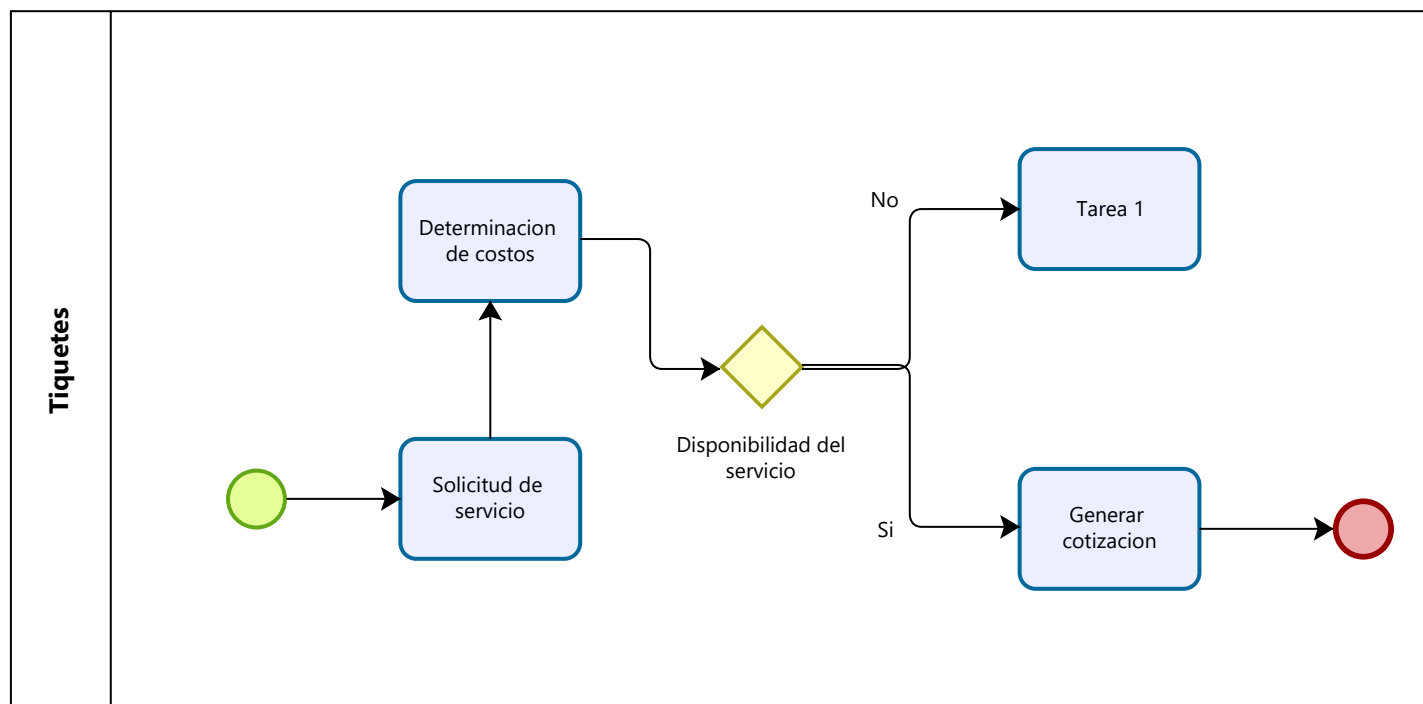 Tiquetes
Determinacion
de costos
Solicitud de
servicio
Disponibilidad del
servicio
No
Tarea 1
Si
Generar
cotizacion